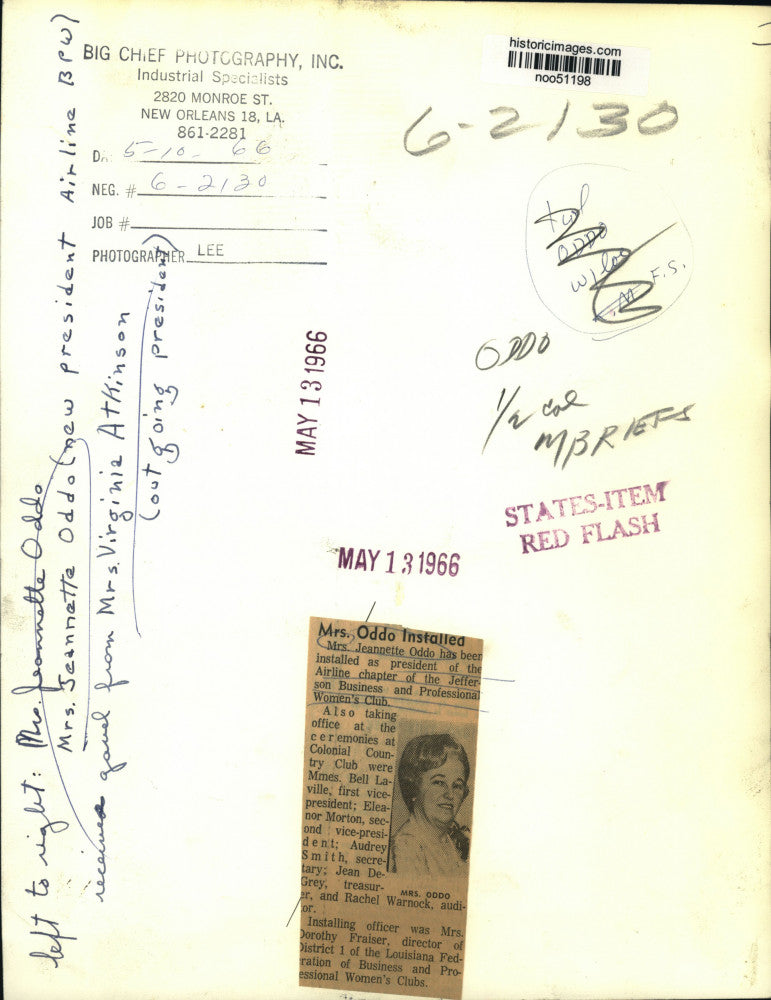 BIG CHIEF PHOTOGRAPHY, INC.
Industrial Specialists
2820 MONROE ST.
NEW ORLEANS 18, LA.
861-2281
DA. 5-10-66
NEG. # 6-2130
JOB #
PHOTOGRAPHER LEE
historicimages.com
noo51198
6-2130
ODDO
F.S.
ODDO
1/2 col
MBRIEFS
STATES-ITEM
RED FLASH
MAY 13 1966
MAY 13 1966
left to right: Mrs. Jeannette Oddo
Mrs. Jeannette Oddo (new president Airline BPW)
receives gavel from Mrs. Virginia Atkinson
(out going president)
Mrs. Oddo Installed
Mrs. Jeannette Oddo has been
installed as president of the
Airline chapter of the Jeffer-
son Business and Professional
Women's Club.
Also taking
office at the
ceremonies at
Colonial Coun-
try Club were
Mmes. Bell La-
ville, first vice-
president; Elea-
nor Morton, sec-
ond vice-presi-
dent; Audrey
Smith, secre-
tary; Jean De-
Grey, treasur-
er, and Rachel Warnock, audi-
tor.
MRS. ODDO
Installing officer was Mrs.
Dorothy Fraiser, director of
District 1 of the Louisiana Fed-
eration of Business and Pro-
essional Women's Clubs.